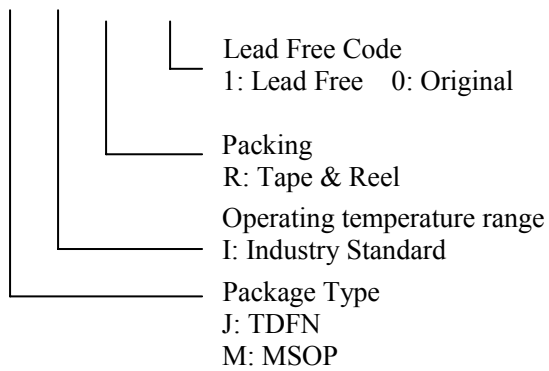 Lead Free Code
1: Lead Free 0: Original
Packing
R: Tape & Reel
Operating temperature range
I: Industry Standard
Package Type
J: TDFN
M: MSOP